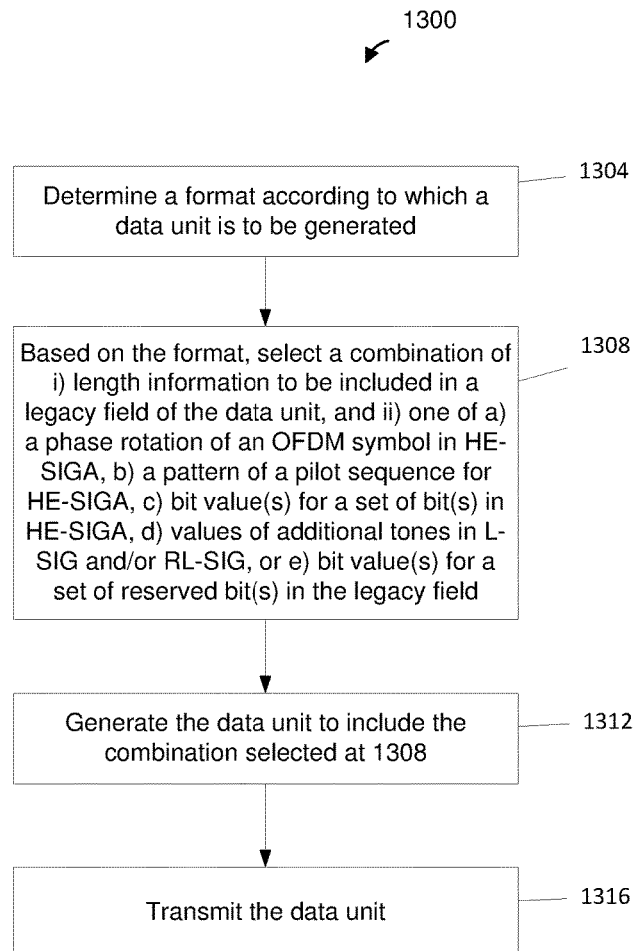 1300
1304
Determine a format according to which a
data unit is to be generated
1308
Based on the format, select a combination of
i) length information to be included in a
legacy field of the data unit, and ii) one of a)
a phase rotation of an OFDM symbol in HE-
SIGA, b) a pattern of a pilot sequence for
HE-SIGA, c) bit value(s) for a set of bit(s) in
HE-SIGA, d) values of additional tones in L-
SIG and/or RL-SIG, or e) bit value(s) for a
set of reserved bit(s) in the legacy field
1312
Generate the data unit to include the
combination selected at 1308
1316
Transmit the data unit